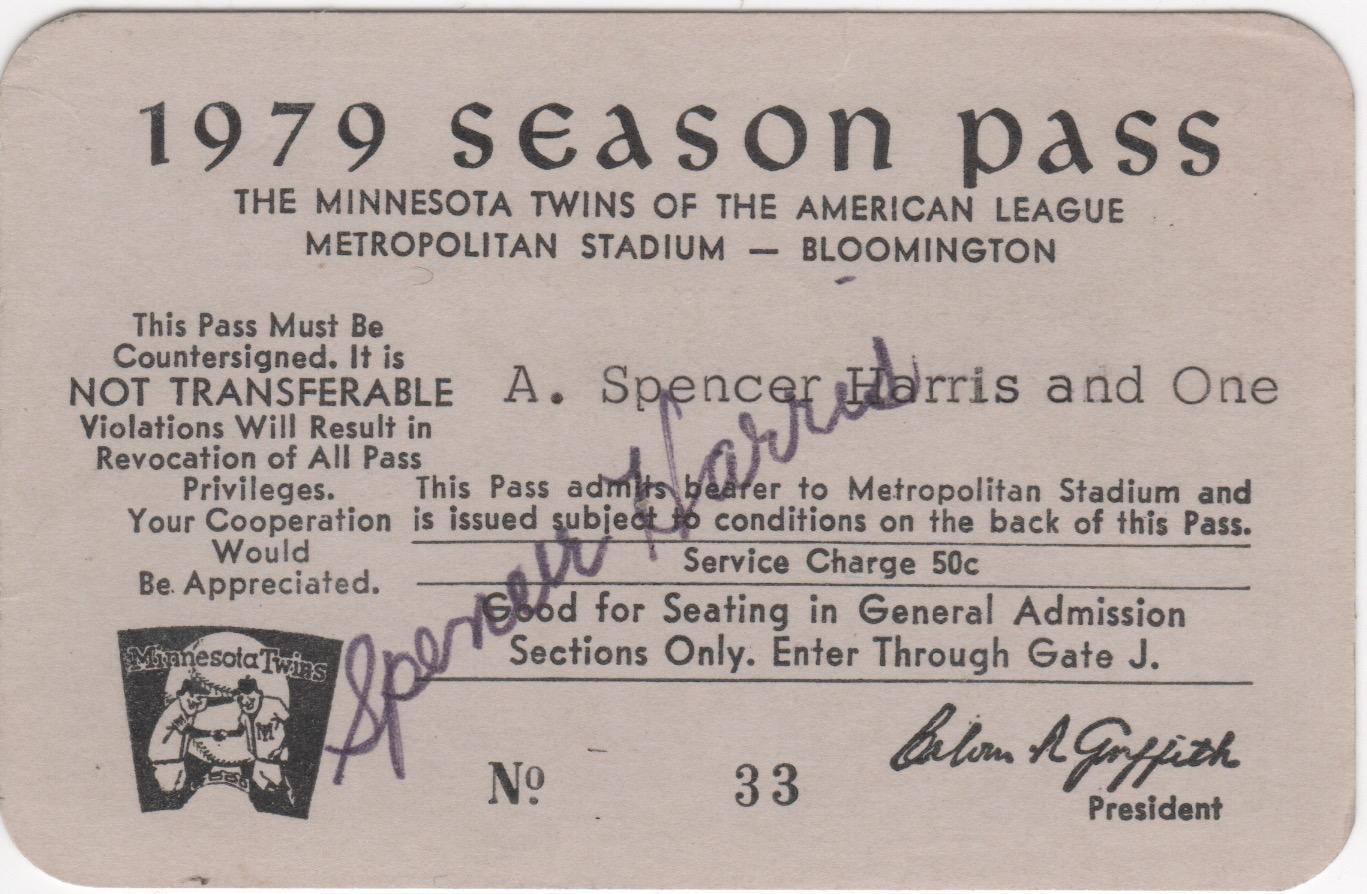 1979 SEASON PASS
THE MINNESOTA TWINS OF THE AMERICAN LEAGUE
METROPOLITAN STADIUM — BLOOMINGTON
This Pass Must Be
Countersigned. It is
NOT TRANSFERABLE
Violations Will Result in
Revocation of All Pass
Privileges.
Your Cooperation
Would
Be Appreciated.
A. Spencer Harris and One
This Pass admits bearer to Metropolitan Stadium and
is issued subject to conditions on the back of this Pass.
Service Charge 50c
Good for Seating in General Admission
Sections Only. Enter Through Gate J.
Spencer Harris
Minnesota Twins
M
Nº 33
Calvin R Griffith
President